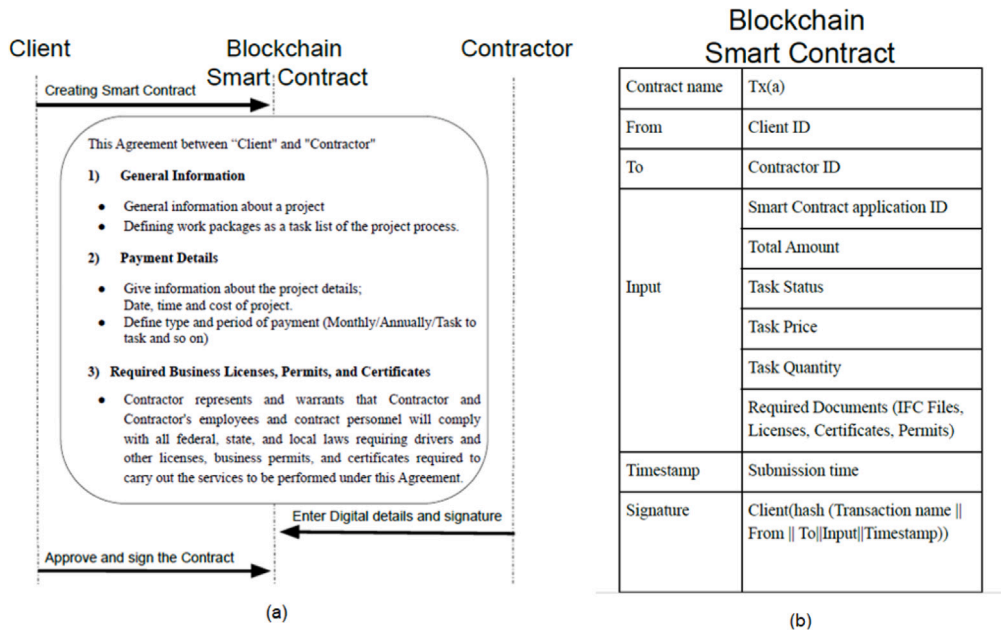 Client
Blockchain
Smart Contract
Contractor
Creating Smart Contract
This Agreement between “Client" and "Contractor"
1) General Information
● General information about a project
● Defining work packages as a task list of the project process.
2) Payment Details
● Give information about the project details;
Date, time and cost of project.
● Define type and period of payment (Monthly/Annually/Task to
task and so on)
3) Required Business Licenses, Permits, and Certificates
● Contractor represents and warrants that Contractor and
Contractor's employees and contract personnel will comply
with all federal, state, and local laws requiring drivers and
other licenses, business permits, and certificates required to
carry out the services to be performed under this Agreement.
Enter Digital details and signature
Approve and sign the Contract
(a)
Blockchain
Smart Contract
Contract name Tx(a)
From Client ID
To Contractor ID
Input
Smart Contract application ID
Total Amount
Task Status
Task Price
Task Quantity
Required Documents (IFC Files,
Licenses, Certificates, Permits)
Timestamp Submission time
Signature Client(hash (Transaction name ||
From || To||Input||Timestamp))
(b)